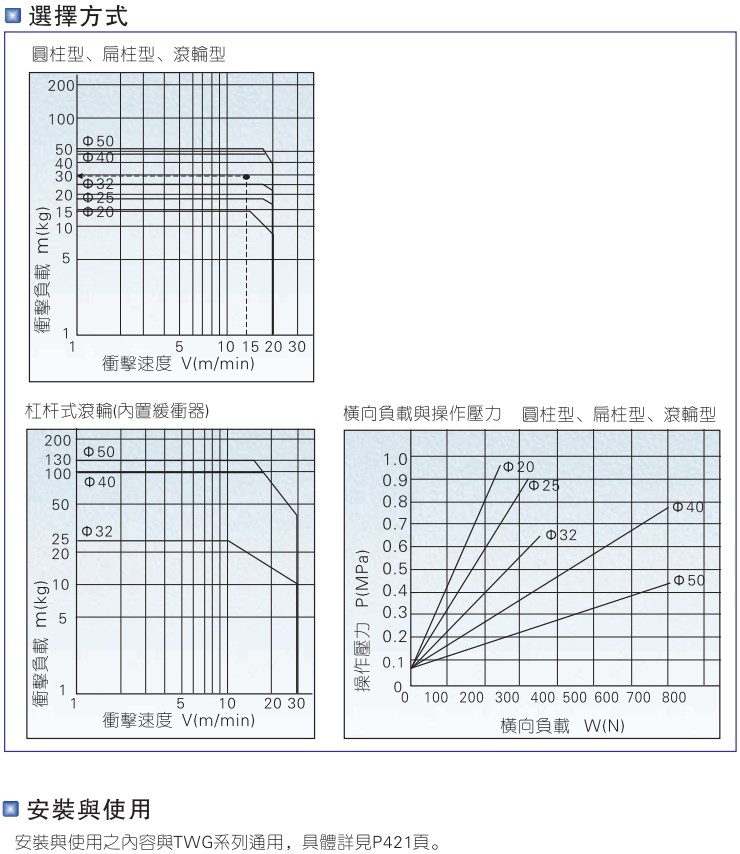 選擇方式
圓柱型、扁柱型、滾輪型
200
100
Φ50
50
Φ40
40
30
Φ32
20
Φ25
15
Φ20
10
5
1
衝擊負載 m(kg)
1 5 10 15 20 30
衝擊速度 V(m/min)
杠杆式滾輪(內置緩衝器)
200
130
Φ50
100
Φ40
50
Φ32
25
20
10
5
1
衝擊負載 m(kg)
1 5 10 20 30
衝擊速度 V(m/min)
橫向負載與操作壓力 圓柱型、扁柱型、滾輪型
1.0
Φ20
0.9
Φ25
0.8
Φ40
0.7
Φ32
0.6
0.5
Φ50
0.4
0.3
0.2
0.1
0
操作壓力 P(MPa)
0 100 200 300 400 500 600 700 800
橫向負載 W(N)
安裝與使用
安裝與使用之內容與TWG系列通用，具體詳見P421頁。